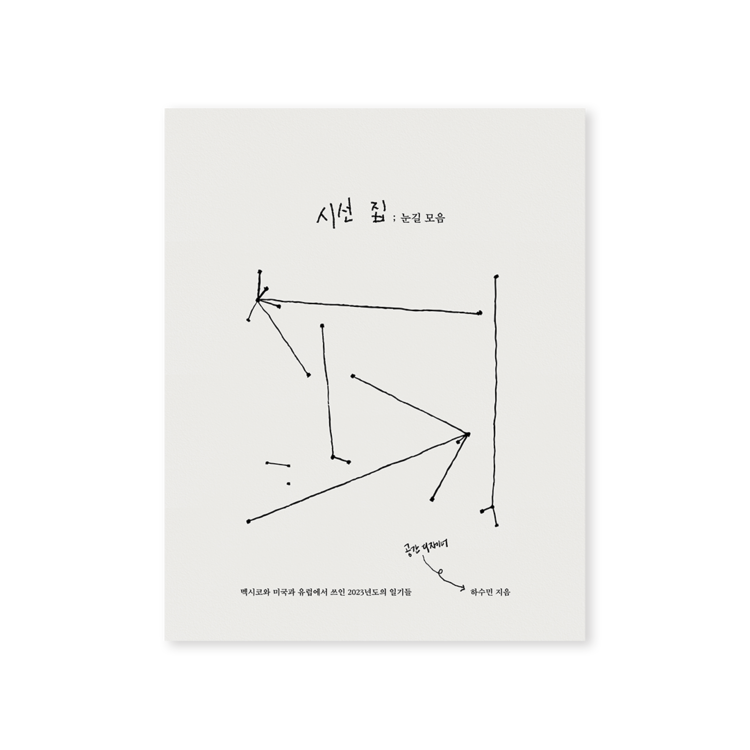 시선 집 ; 눈길 모음
공간 디자이너
멕시코와 미국과 유럽에서 쓰인 2023년도의 일기들
하수민 지음